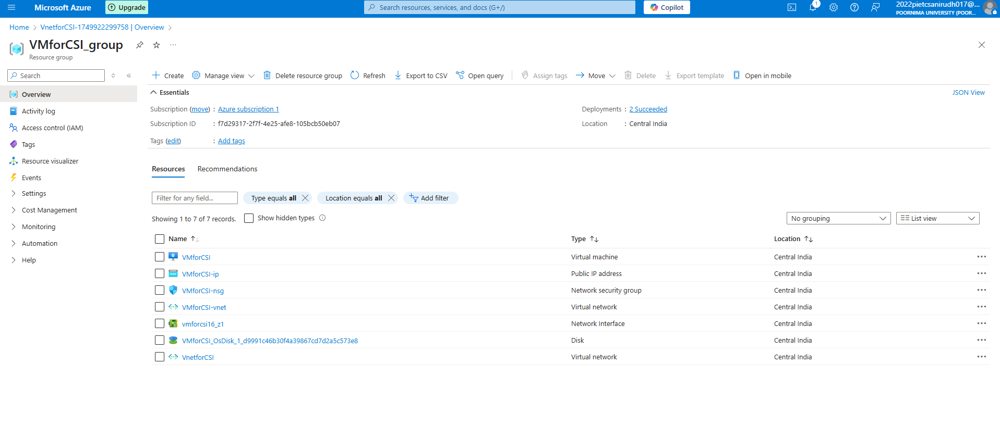 Microsoft Azure
Upgrade
Search resources, services, and docs (G+/)
Copilot
1
2022pietcsanirudh017@...
POORNIMA UNIVERSITY (POOR...
Home > VnetforCSI-1749922299758 | Overview >
VMforCSI_group
Resource group
Search
Create
Manage view
Delete resource group
Refresh
Export to CSV
Open query
Assign tags
Move
Delete
Export template
Open in mobile
Overview
Activity log
Access control (IAM)
Tags
Resource visualizer
Events
Settings
Cost Management
Monitoring
Automation
Help
Essentials
JSON View
Subscription (move) : Azure subscription 1
Subscription ID : f7d29317-2f7f-4e25-afe8-105bcb50eb07
Tags (edit) : Add tags
Deployments : 2 Succeeded
Location : Central India
Resources
Recommendations
Filter for any field...
Type equals all
Location equals all
Add filter
Showing 1 to 7 of 7 records.
Show hidden types
No grouping
List view
Name Type Location
VMforCSI Virtual machine Central India
VMforCSI-ip Public IP address Central India
VMforCSI-nsg Network security group Central India
VMforCSI-vnet Virtual network Central India
vmforcsi16_z1 Network Interface Central India
VMforCSI_OsDisk_1_d9991c46b30f4a39867cd7d2a5c573e8 Disk Central India
VnetforCSI Virtual network Central India